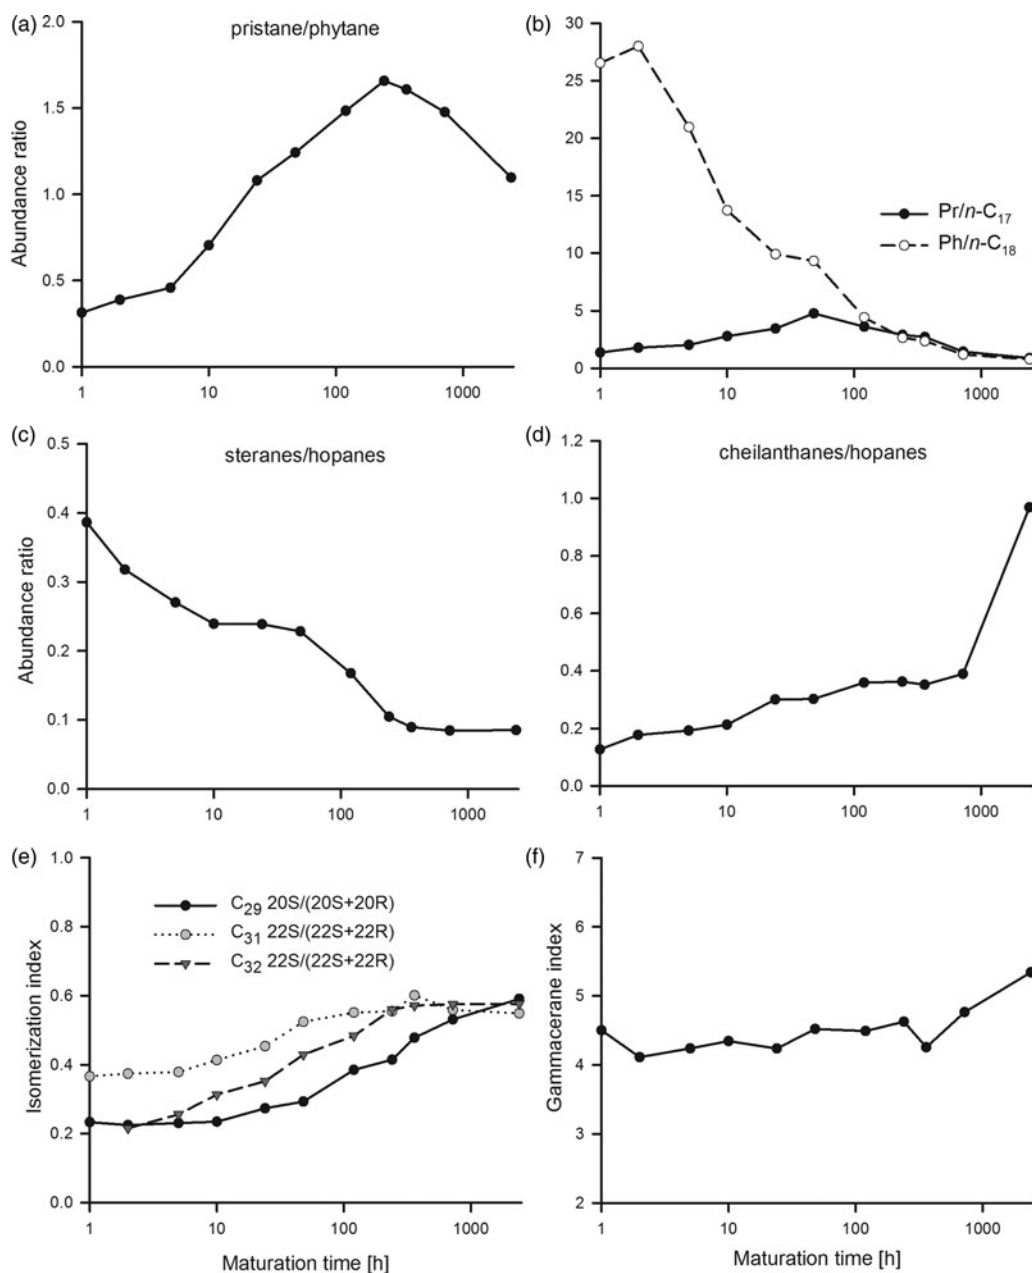 (a)
pristane/phytane
Abundance ratio
2.0
1.5
1.0
0.5
0.0
1 10 100 1000
(b)
30
25
20
15
10
5
0
Pr/n-C17
Ph/n-C18
1 10 100 1000
(c)
steranes/hopanes
Abundance ratio
0.5
0.4
0.3
0.2
0.1
0.0
1 10 100 1000
(d)
cheilanthanes/hopanes
1.2
1.0
0.8
0.6
0.4
0.2
0.0
1 10 100 1000
(e)
Isomerization index
1.0
0.8
0.6
0.4
0.2
0.0
C29 20S/(20S+20R)
C31 22S/(22S+22R)
C32 22S/(22S+22R)
1 10 100 1000
Maturation time [h]
(f)
Gammacerane index
7
6
5
4
3
2
1 10 100 1000
Maturation time [h]